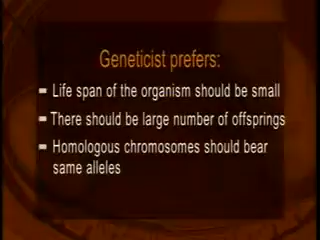 Geneticist prefers:
- Life span of the organism should be small
- There should be large number of offsprings
- Homologous chromosomes should bear
same alleles